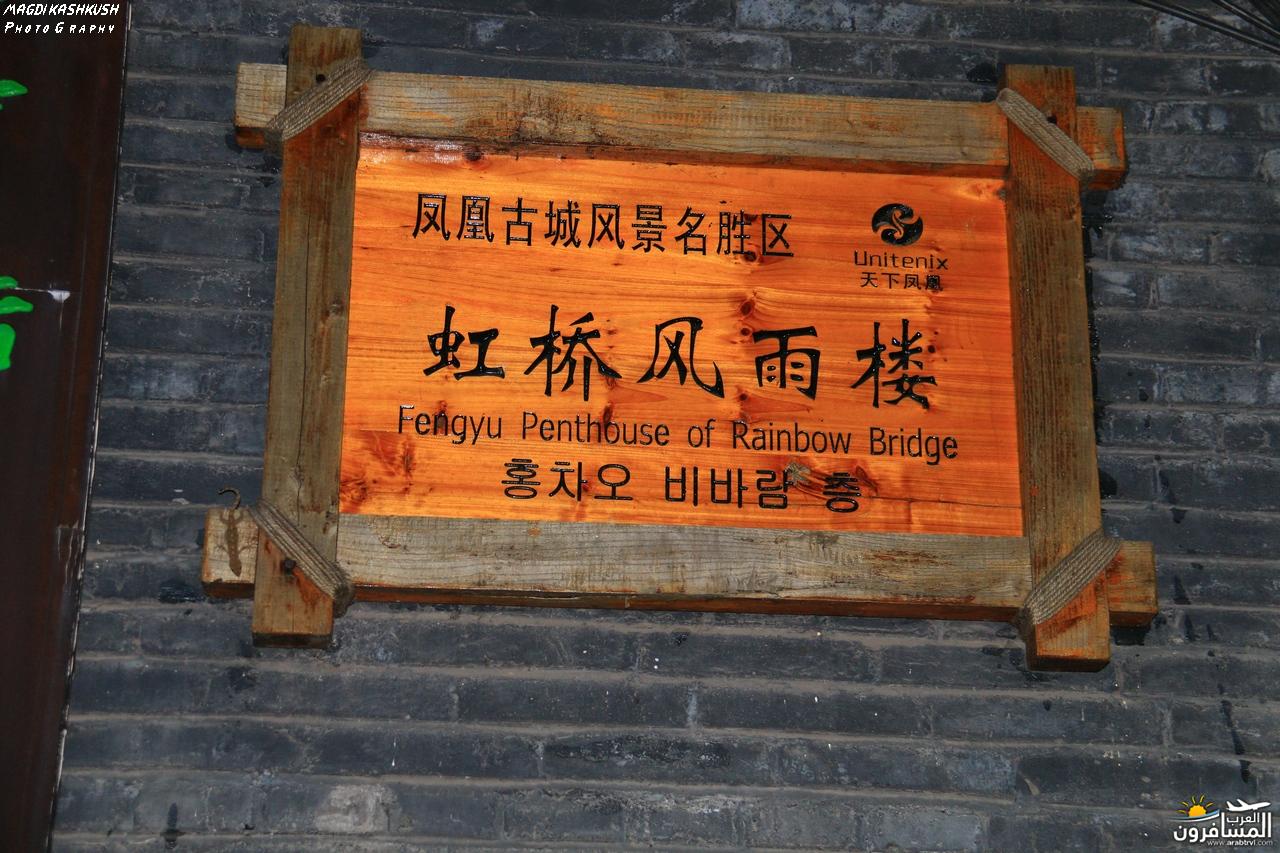 MAGDI KASHKUSH
PHOTOGRAPHY
凤凰古城风景名胜区
Unitenix
天下凤凰
虹桥风雨楼
Fengyu Penthouse of Rainbow Bridge
홍차오 비바람 층
العرب
المسافرون
www.arabtrvl.com